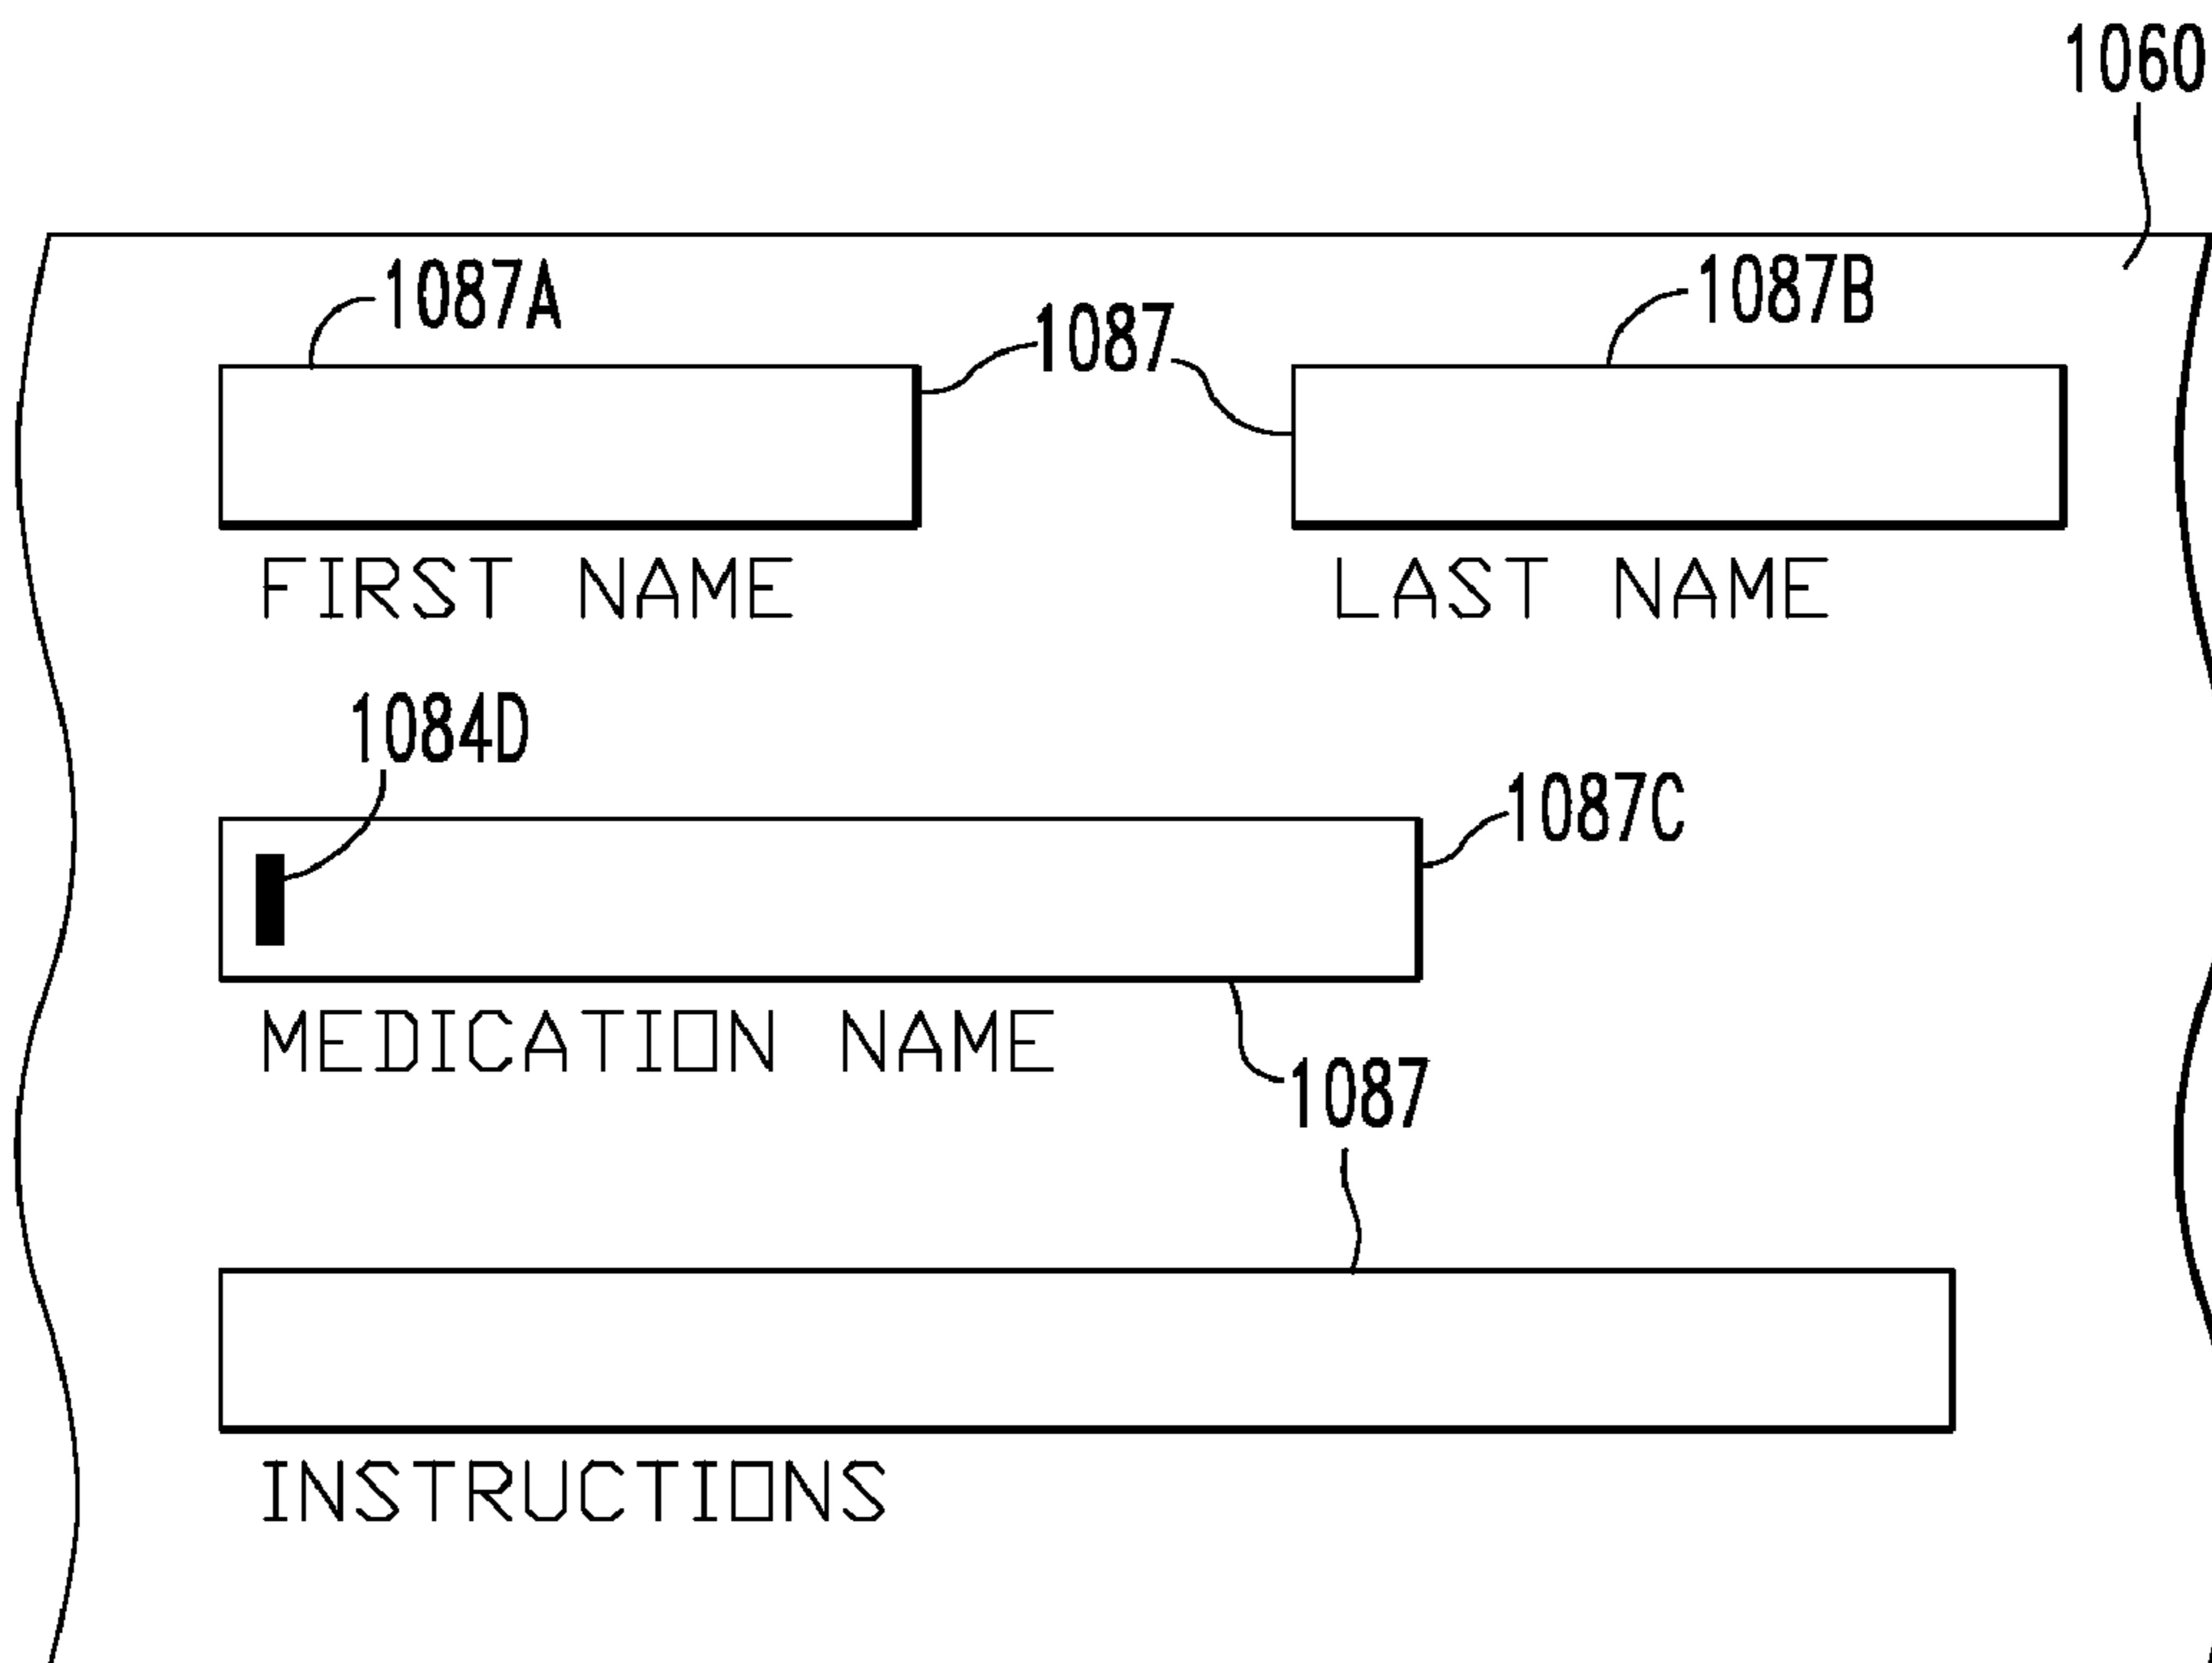 1060
1087A 1087 1087B
FIRST NAME LAST NAME
1084D
1087C
MEDICATION NAME
1087
INSTRUCTIONS